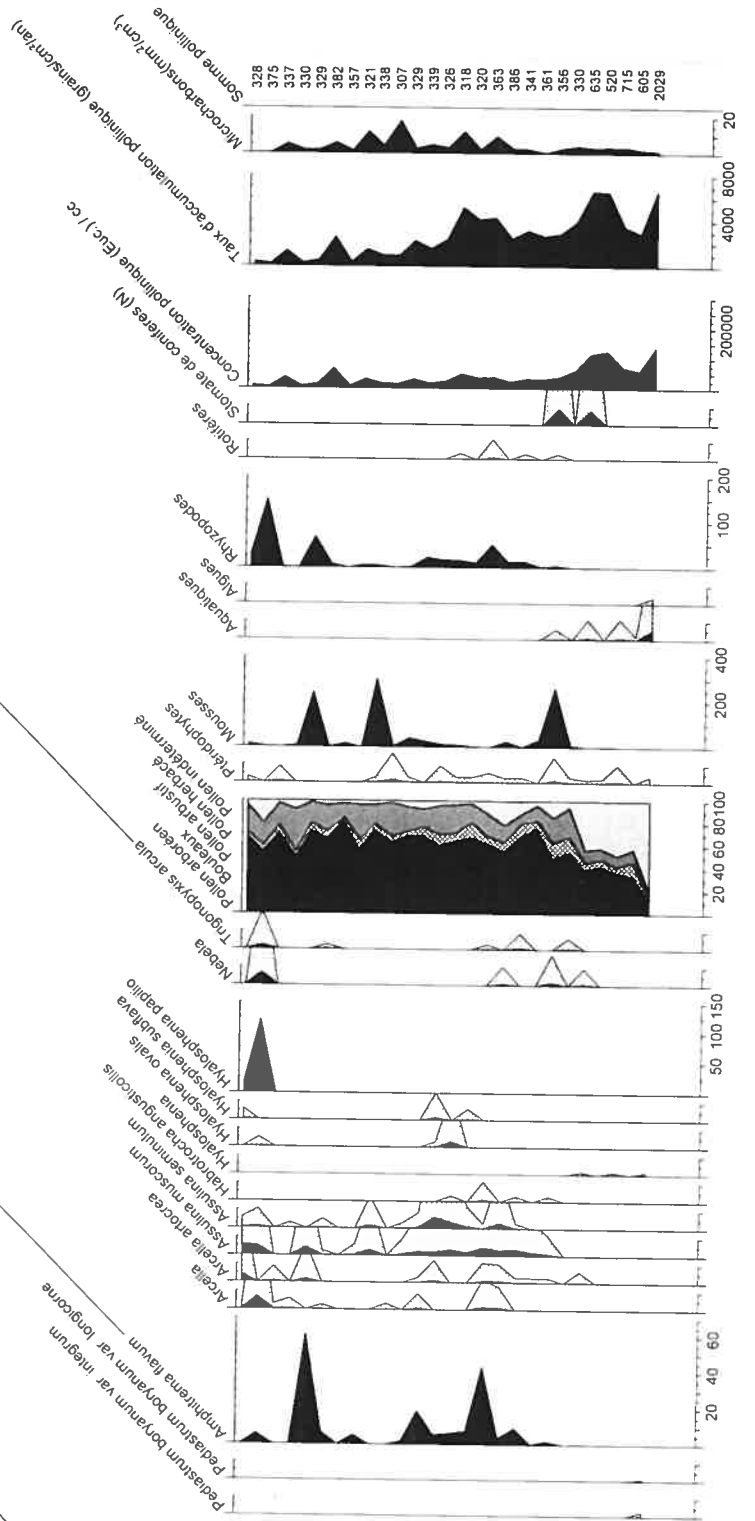 Somme pollinique
328
375
337
330
329
382
357
321
338
307
329
339
326
318
320
363
386
341
361
356
330
635
520
715
605
2029
Microcharbons(mm²/cm³)
20
Taux d'accumulation pollinique (grains/cm²/an)
4000 8000
Concentration pollinique (Euc.) / cc
200000
Stomate de conifères (N)
Rotifères
Rhyzopodes
100 200
Algues
Aquatiques
Mousses
200 400
Ptéridophytes
Pollen indéterminé
Pollen herbacé
Pollen arbustif
Bouleaux
Pollen arboréen
20 40 60 80 100
Trigonopyxis arcula
Nebela
Hyalosphenia papilio
50 100 150
Hyalosphenia subflava
Hyalosphenia ovalis
Hyalosphenia
Habrotrocha angusticollis
Assulina seminulum
Assulina muscorum
Arcella artocrea
Arcella
Amphitrema flavum
20 40 60
Pediastrum boryanum var longicorne
Pediastrum boryanum var integrum